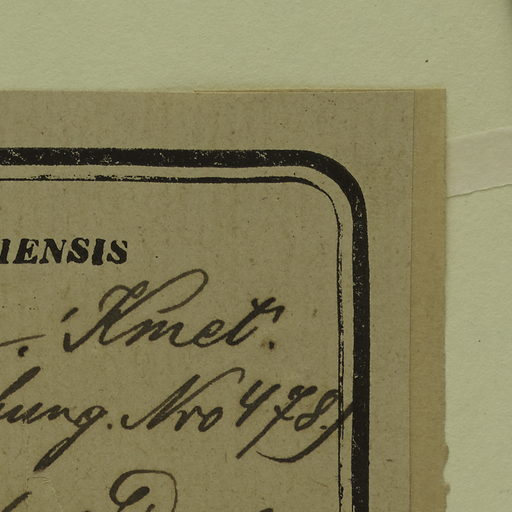 IENSIS
. Kmet.
hung. Nro 478.)